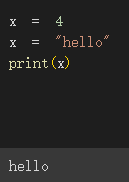 x = 4
x = "hello"
print(x)
hello